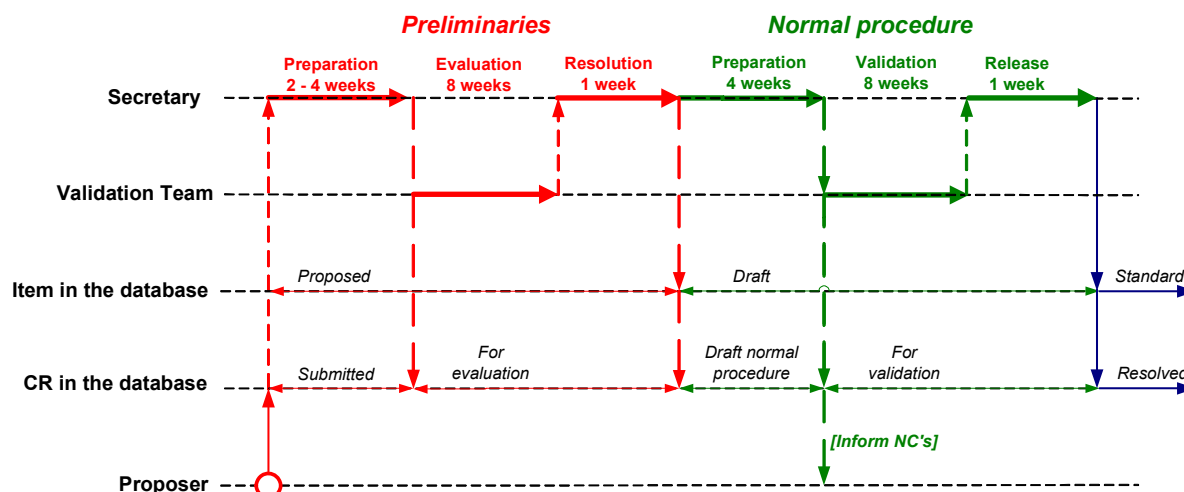 Preliminaries
Normal procedure
Preparation
2 - 4 weeks
Evaluation
8 weeks
Resolution
1 week
Preparation
4 weeks
Validation
8 weeks
Release
1 week
Secretary
Validation Team
Proposed
Draft
Standard
Item in the database
Submitted
For
evaluation
Draft normal
procedure
For
validation
Resolved
CR in the database
[Inform NC's]
Proposer